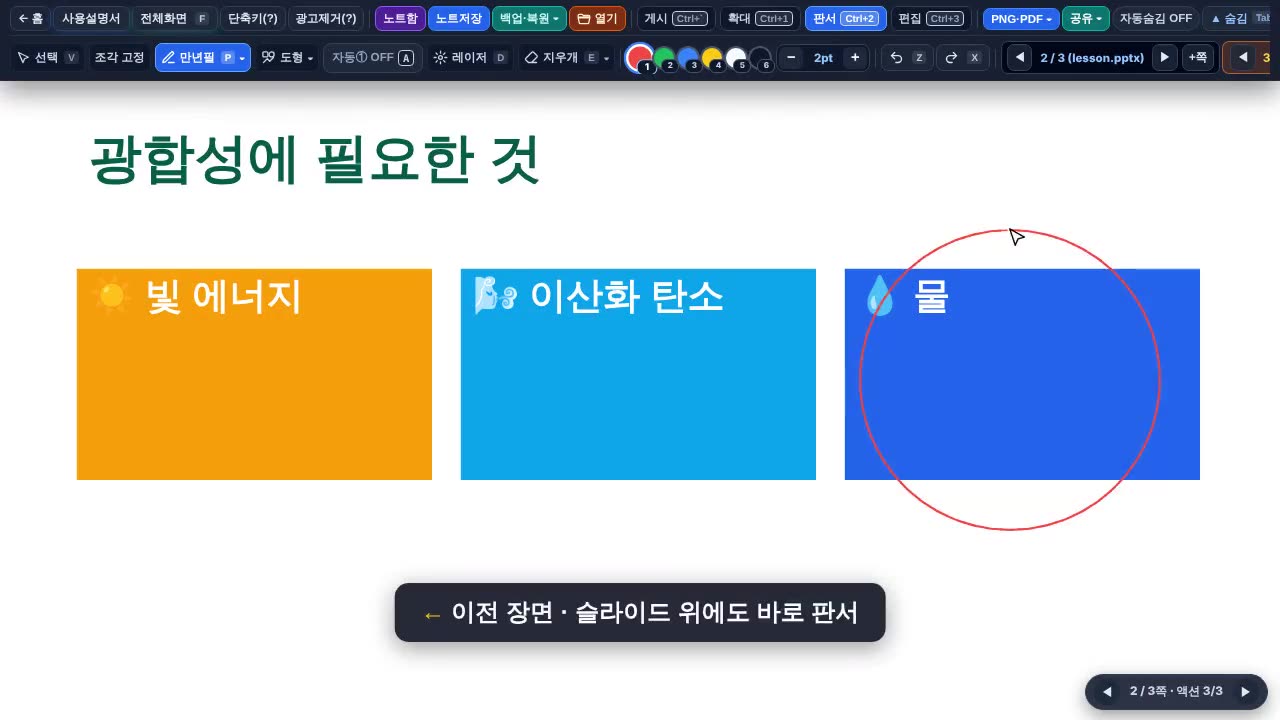 ← 홈 사용설명서 전체화면 F 단축키(?) 광고제거(?) 노트함 노트저장 백업·복원 열기 게시 Ctrl+` 확대 Ctrl+1 판서 Ctrl+2 편집 Ctrl+3 PNG·PDF 공유 자동숨김 OFF ▲ 숨김 Tab
선택 V 조각 고정 만년필 P 도형 자동① OFF A 레이저 D 지우개 E 1 2 3 4 5 6 − 2pt + Z X ◀ 2 / 3 (lesson.pptx) ▶ +쪽 ◀ 3
광합성에 필요한 것
☀️ 빛 에너지 🌬️ 이산화 탄소 💧 물
← 이전 장면 · 슬라이드 위에도 바로 판서
◀ 2 / 3쪽 · 액션 3/3 ▶